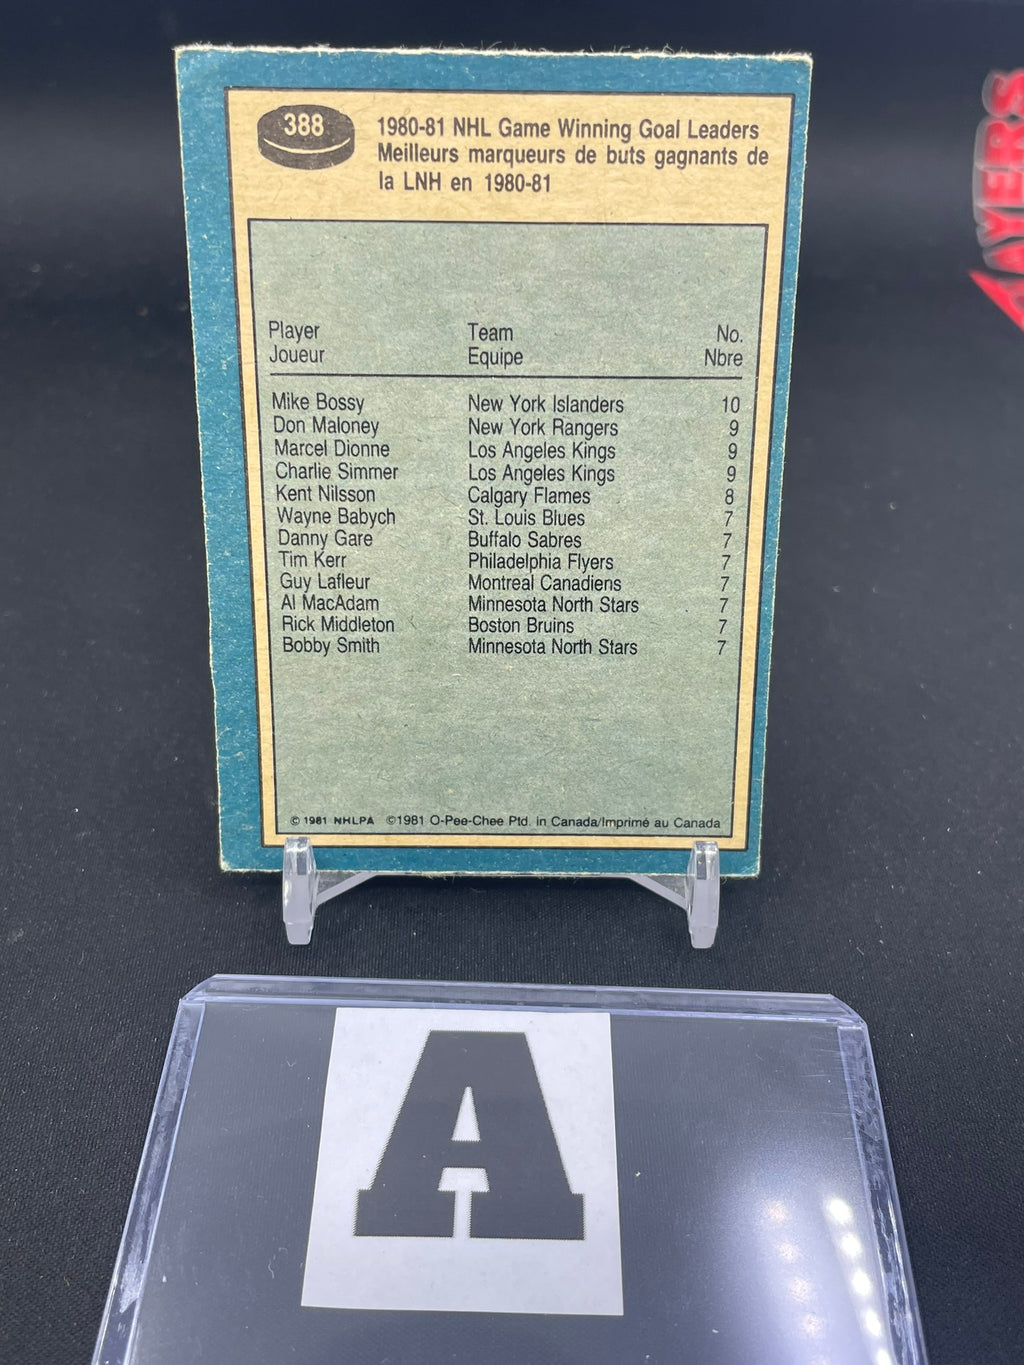 388
1980-81 NHL Game Winning Goal Leaders
Meilleurs marqueurs de buts gagnants de
la LNH en 1980-81
Player Team No.
Joueur Equipe Nbre
Mike Bossy New York Islanders 10
Don Maloney New York Rangers 9
Marcel Dionne Los Angeles Kings 9
Charlie Simmer Los Angeles Kings 9
Kent Nilsson Calgary Flames 8
Wayne Babych St. Louis Blues 7
Danny Gare Buffalo Sabres 7
Tim Kerr Philadelphia Flyers 7
Guy Lafleur Montreal Canadiens 7
Al MacAdam Minnesota North Stars 7
Rick Middleton Boston Bruins 7
Bobby Smith Minnesota North Stars 7
© 1981 NHLPA ©1981 O-Pee-Chee Ptd. in Canada/Imprimé au Canada
AYERS
A